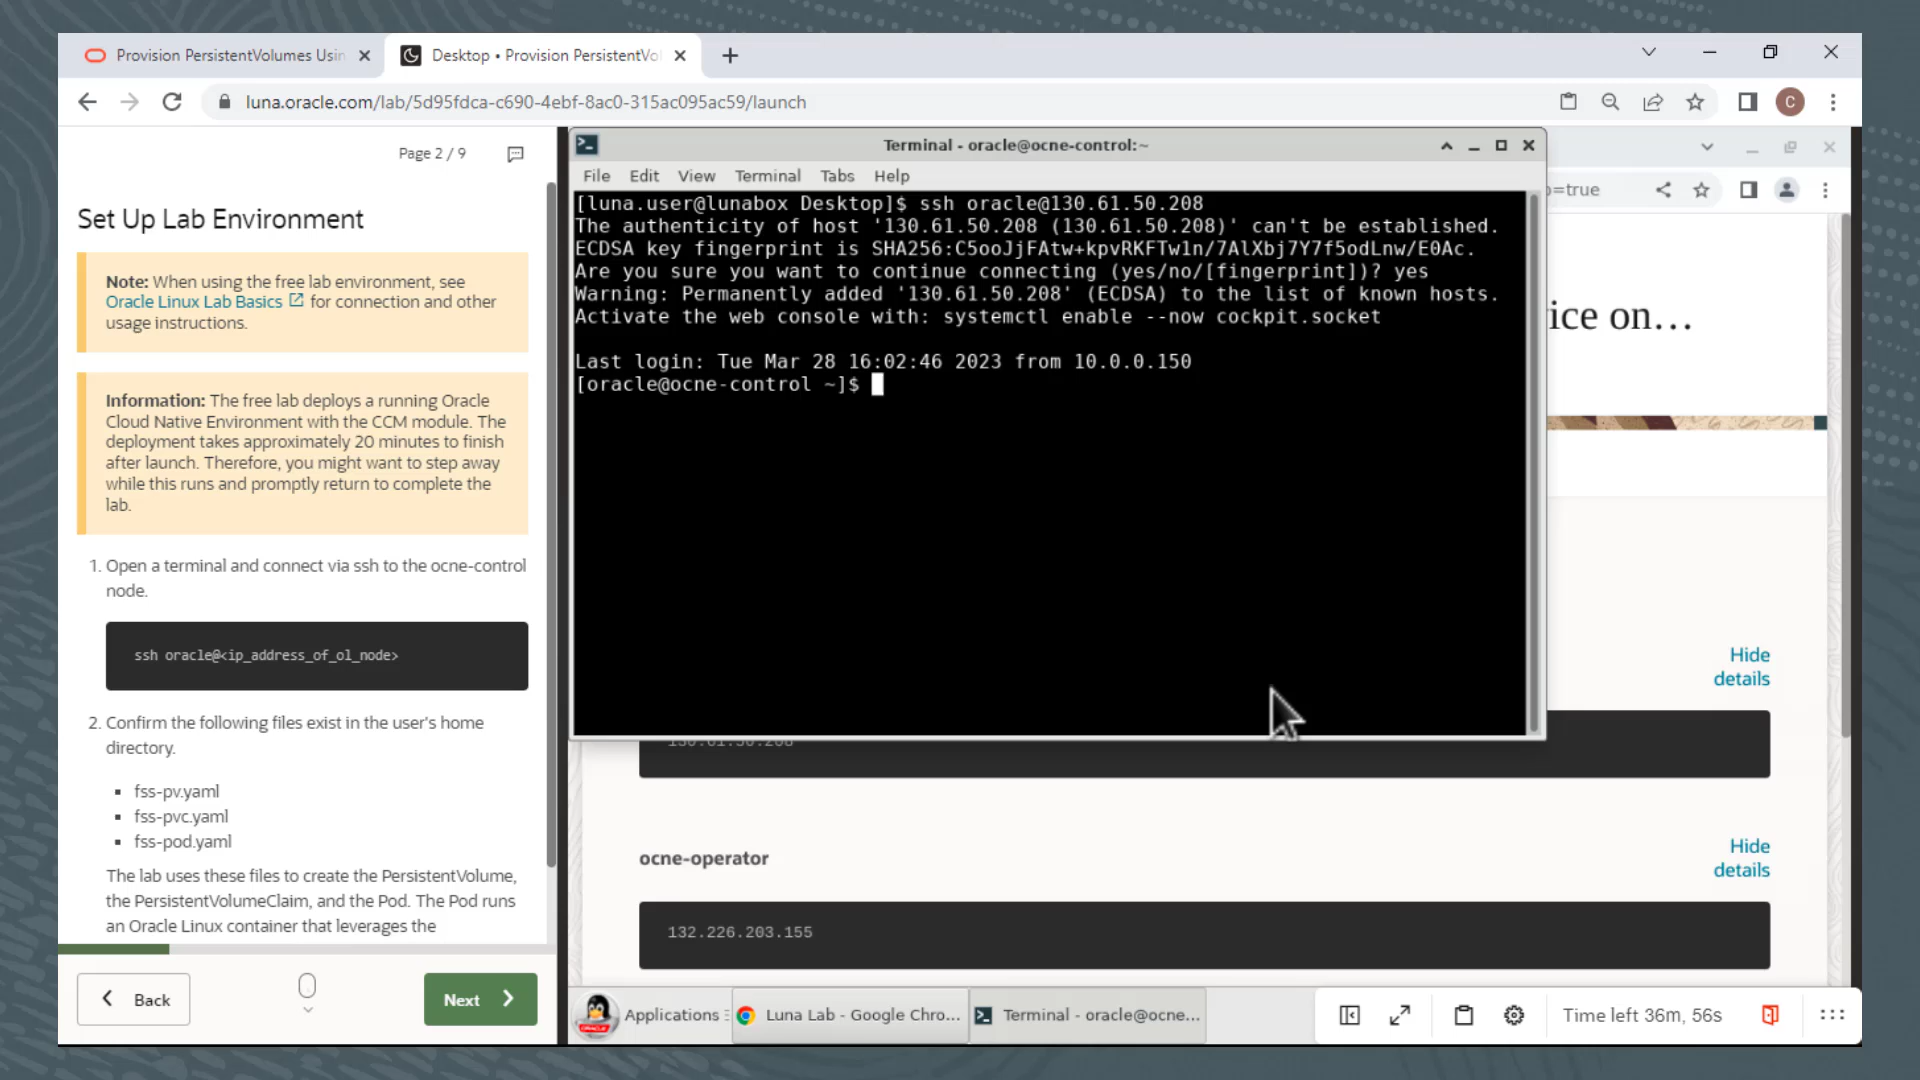 Provision PersistentVolumes Usin
Desktop • Provision PersistentVo
luna.oracle.com/lab/5d95fdca-c690-4ebf-8ac0-315ac095ac59/launch
C
Page 2 / 9
Set Up Lab Environment
Note: When using the free lab environment, see
Oracle Linux Lab Basics for connection and other
usage instructions.
Information: The free lab deploys a running Oracle
Cloud Native Environment with the CCM module. The
deployment takes approximately 20 minutes to finish
after launch. Therefore, you might want to step away
while this runs and promptly return to complete the
lab.
1. Open a terminal and connect via ssh to the ocne-control
node.
ssh oracle@<ip_address_of_ol_node>
2. Confirm the following files exist in the user's home
directory.
▪ fss-pv.yaml
▪ fss-pvc.yaml
▪ fss-pod.yaml
The lab uses these files to create the PersistentVolume,
the PersistentVolumeClaim, and the Pod. The Pod runs
an Oracle Linux container that leverages the
Back
Next
Terminal - oracle@ocne-control:~
File Edit View Terminal Tabs Help
[luna.user@lunabox Desktop]$ ssh oracle@130.61.50.208
The authenticity of host '130.61.50.208 (130.61.50.208)' can't be established.
ECDSA key fingerprint is SHA256:C5ooJjFAtw+kpvRKFTw1n/7AlXbj7Y7f5odLnw/E0Ac.
Are you sure you want to continue connecting (yes/no/[fingerprint])? yes
Warning: Permanently added '130.61.50.208' (ECDSA) to the list of known hosts.
Activate the web console with: systemctl enable --now cockpit.socket
Last login: Tue Mar 28 16:02:46 2023 from 10.0.0.150
[oracle@ocne-control ~]$
=true
ice on…
Hide
details
130.61.50.208
ocne-operator
Hide
details
132.226.203.155
ORACLE
Applications
Luna Lab - Google Chro...
Terminal - oracle@ocne...
Time left 36m, 56s